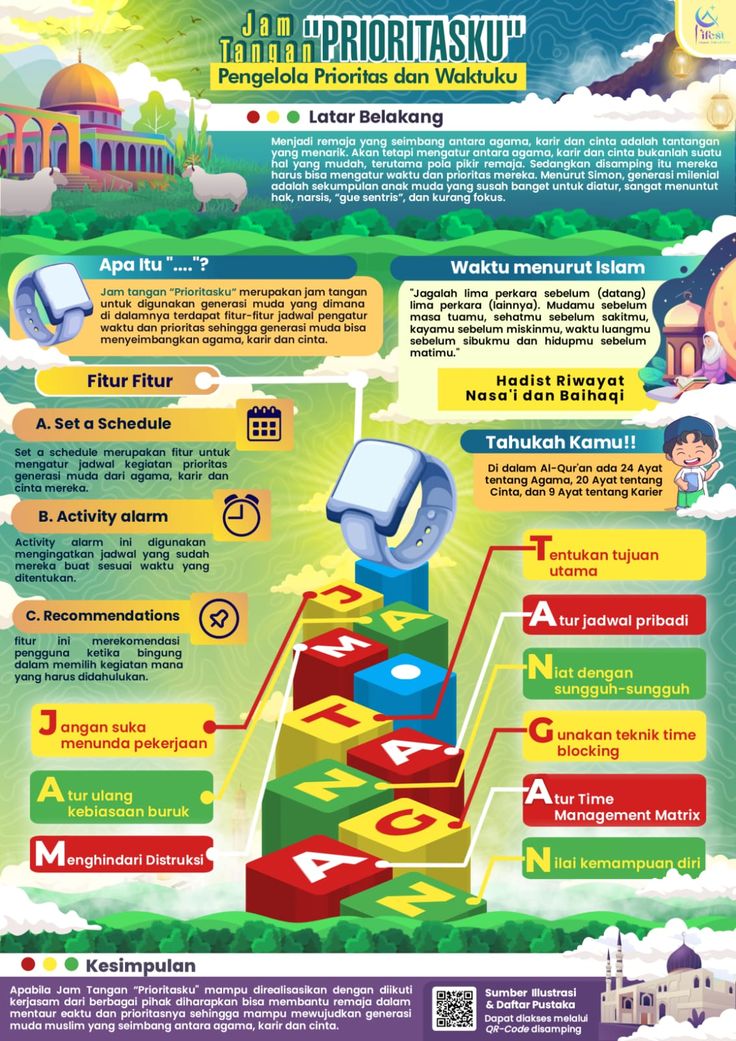 Jam
Tangan "PRIORITASKU"
Pengelola Prioritas dan Waktuku
ifest
Latar Belakang
Menjadi remaja yang seimbang antara agama, karir dan cinta adalah tantangan
yang menarik. Akan tetapi mengatur antara agama, karir dan cinta bukanlah suatu
hal yang mudah, terutama pola pikir remaja. Sedangkan disamping itu mereka
harus bisa mengatur waktu dan prioritas mereka. Menurut Simon, generasi milenial
adalah sekumpulan anak muda yang susah banget untuk diatur, sangat menuntut
hak, narsis, “gue sentris”, dan kurang fokus.
Apa Itu "...."?
Jam tangan “Prioritasku” merupakan jam tangan
untuk digunakan generasi muda yang dimana
di dalamnya terdapat fitur-fitur jadwal pengatur
waktu dan prioritas sehingga generasi muda bisa
menyeimbangkan agama, karir dan cinta.
Waktu menurut Islam
"Jagalah lima perkara sebelum (datang)
lima perkara (lainnya). Mudamu sebelum
masa tuamu, sehatmu sebelum sakitmu,
kayamu sebelum miskinmu, waktu luangmu
sebelum sibukmu dan hidupmu sebelum
matimu."
Hadist Riwayat
Nasa'i dan Baihaqi
Fitur Fitur
A. Set a Schedule
Set a schedule merupakan fitur untuk
mengatur jadwal kegiatan prioritas
generasi muda dari agama, karir dan
cinta mereka.
B. Activity alarm
Activity alarm ini digunakan
mengingatkan jadwal yang sudah
mereka buat sesuai waktu yang
ditentukan.
C. Recommendations
fitur ini merekomendasi
pengguna ketika bingung
dalam memilih kegiatan mana
yang harus didahulukan.
Tahukah Kamu!!
Di dalam Al-Qur'an ada 24 Ayat
tentang Agama, 20 Ayat tentang
Cinta, dan 9 Ayat tentang Karier
J
A
M
T
A
N
G
A
N
Jangan suka
menunda pekerjaan
Atur ulang
kebiasaan buruk
Menghindari Distruksi
Tentukan tujuan
utama
Atur jadwal pribadi
Niat dengan
sungguh-sungguh
Gunakan teknik time
blocking
Atur Time
Management Matrix
Nilai kemampuan diri
Kesimpulan
Apabila Jam Tangan “Prioritasku" mampu direalisasikan dengan diikuti
kerjasam dari berbagai pihak diharapkan bisa membantu remaja dalam
mentaur eaktu dan prioritasnya sehingga mampu mewujudkan generasi
muda muslim yang seimbang antara agama, karir dan cinta.
Sumber Illustrasi
& Daftar Pustaka
Dapat diakses melalui
QR-Code disamping